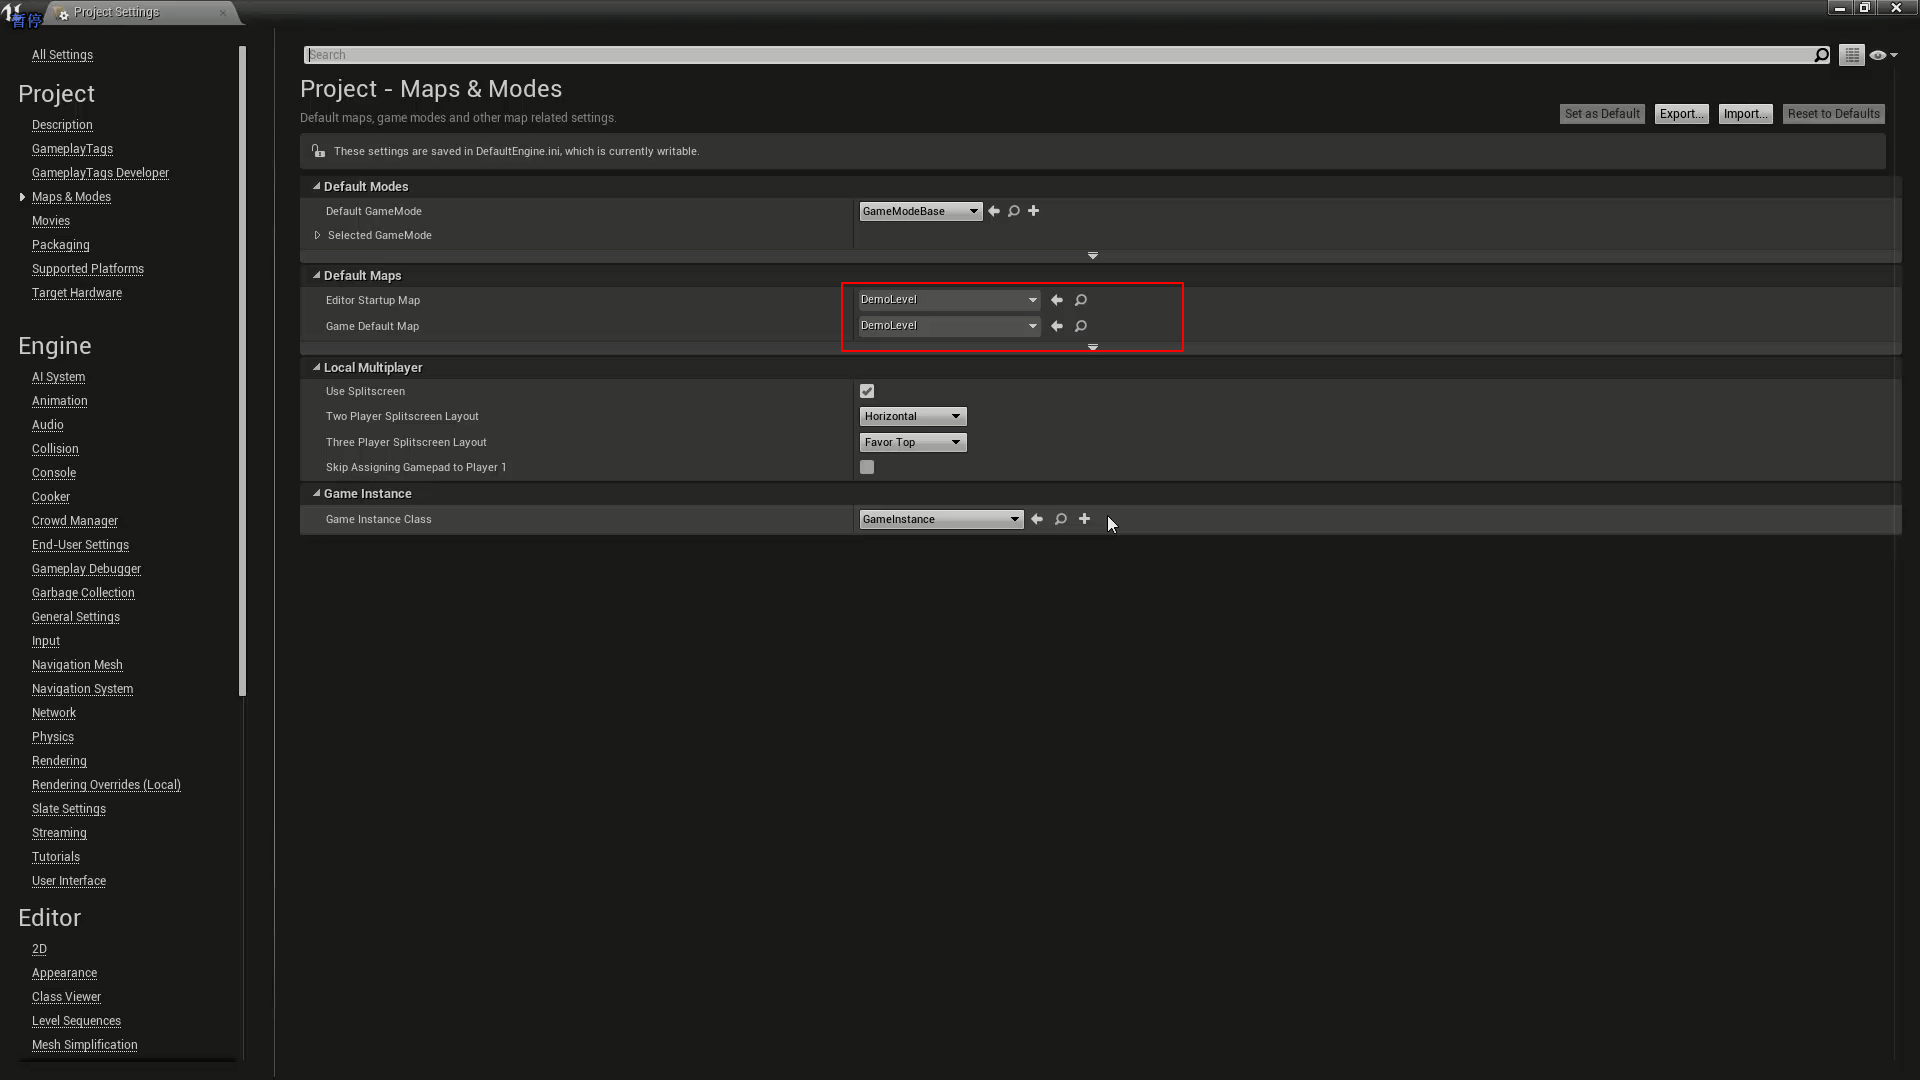 Project Settings
暂停
All Settings
Project
Description
GameplayTags
GameplayTags Developer
Maps & Modes
Movies
Packaging
Supported Platforms
Target Hardware
Engine
AI System
Animation
Audio
Collision
Console
Cooker
Crowd Manager
End-User Settings
Gameplay Debugger
Garbage Collection
General Settings
Input
Navigation Mesh
Navigation System
Network
Physics
Rendering
Rendering Overrides (Local)
Slate Settings
Streaming
Tutorials
User Interface
Editor
2D
Appearance
Class Viewer
Level Sequences
Mesh Simplification
Search
Project - Maps & Modes
Default maps, game modes and other map related settings.
Set as Default
Export...
Import...
Reset to Defaults
These settings are saved in DefaultEngine.ini, which is currently writable.
Default Modes
Default GameMode
GameModeBase
Selected GameMode
Default Maps
Editor Startup Map
DemoLevel
Game Default Map
DemoLevel
Local Multiplayer
Use Splitscreen
Two Player Splitscreen Layout
Horizontal
Three Player Splitscreen Layout
Favor Top
Skip Assigning Gamepad to Player 1
Game Instance
Game Instance Class
GameInstance